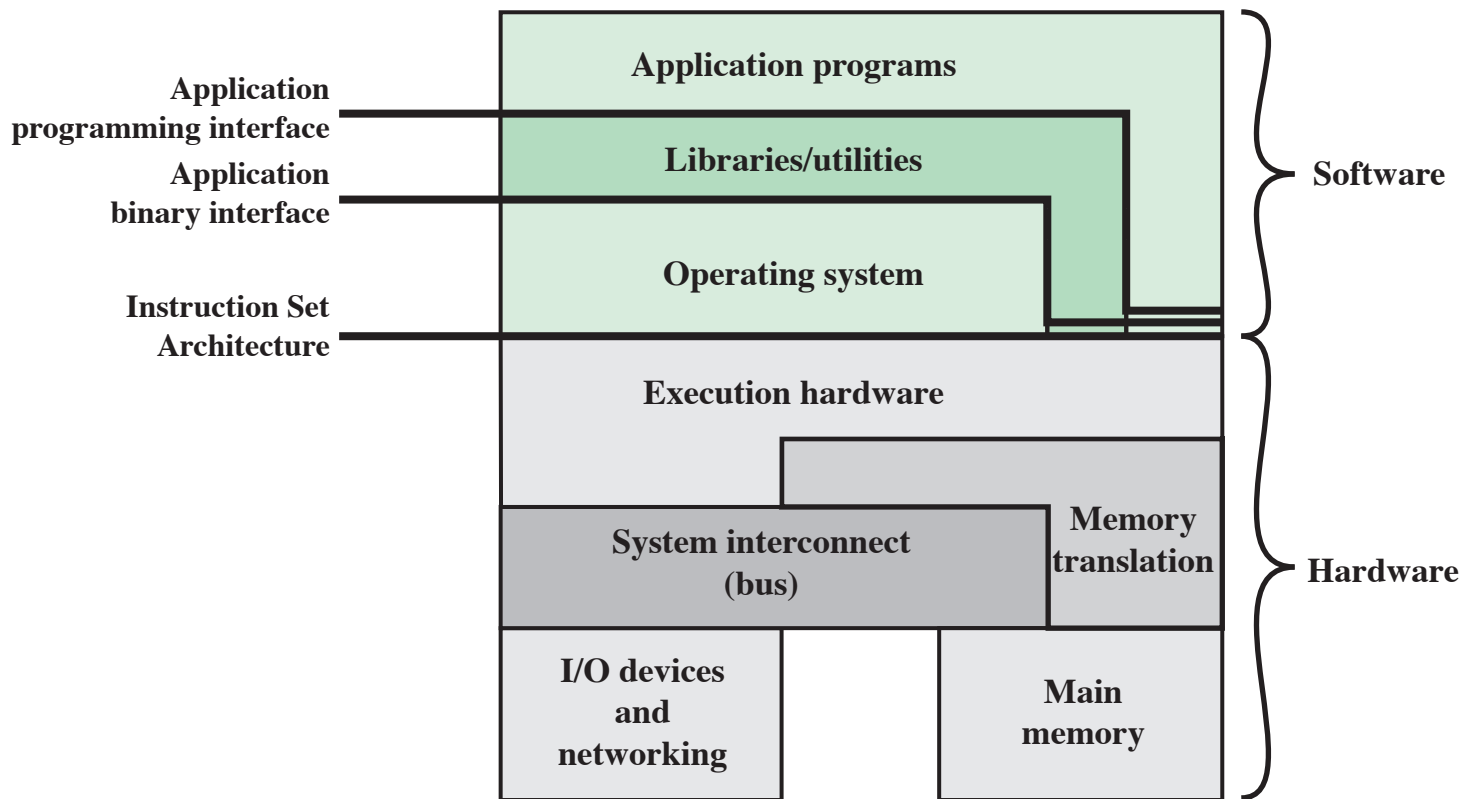 Application programs
Application
programming interface
Libraries/utilities
Application
binary interface
Software
Operating system
Instruction Set
Architecture
Execution hardware
Memory
translation
System interconnect
(bus)
Hardware
I/O devices
and
networking
Main
memory